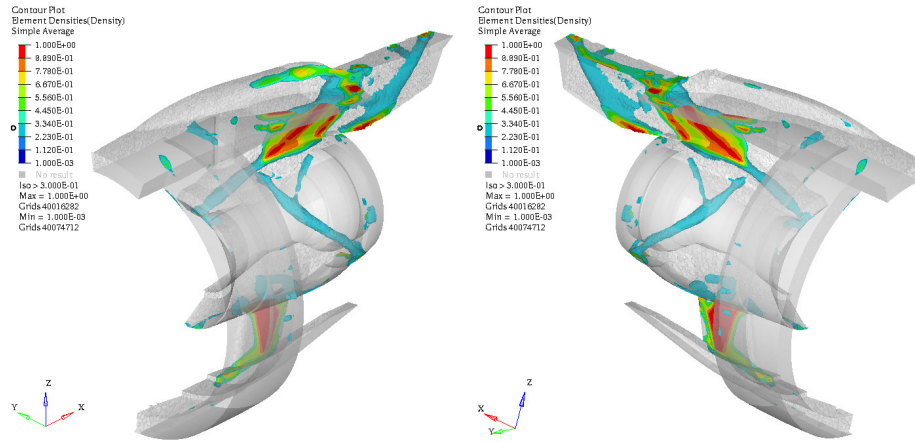 Contour Plot
Element Densities(Density)
Simple Average
1.000E+00
8.890E-01
7.780E-01
6.670E-01
5.560E-01
4.450E-01
3.340E-01
2.230E-01
1.120E-01
1.000E-03
No result
Iso > 3.000E-01
Max = 1.000E+00
Grids 40016282
Min = 1.000E-03
Grids 40074712
Z
Y
X
Contour Plot
Element Densities(Density)
Simple Average
1.000E+00
8.890E-01
7.780E-01
6.670E-01
5.560E-01
4.450E-01
3.340E-01
2.230E-01
1.120E-01
1.000E-03
No result
Iso > 3.000E-01
Max = 1.000E+00
Grids 40016282
Min = 1.000E-03
Grids 40074712
Z
X
Y